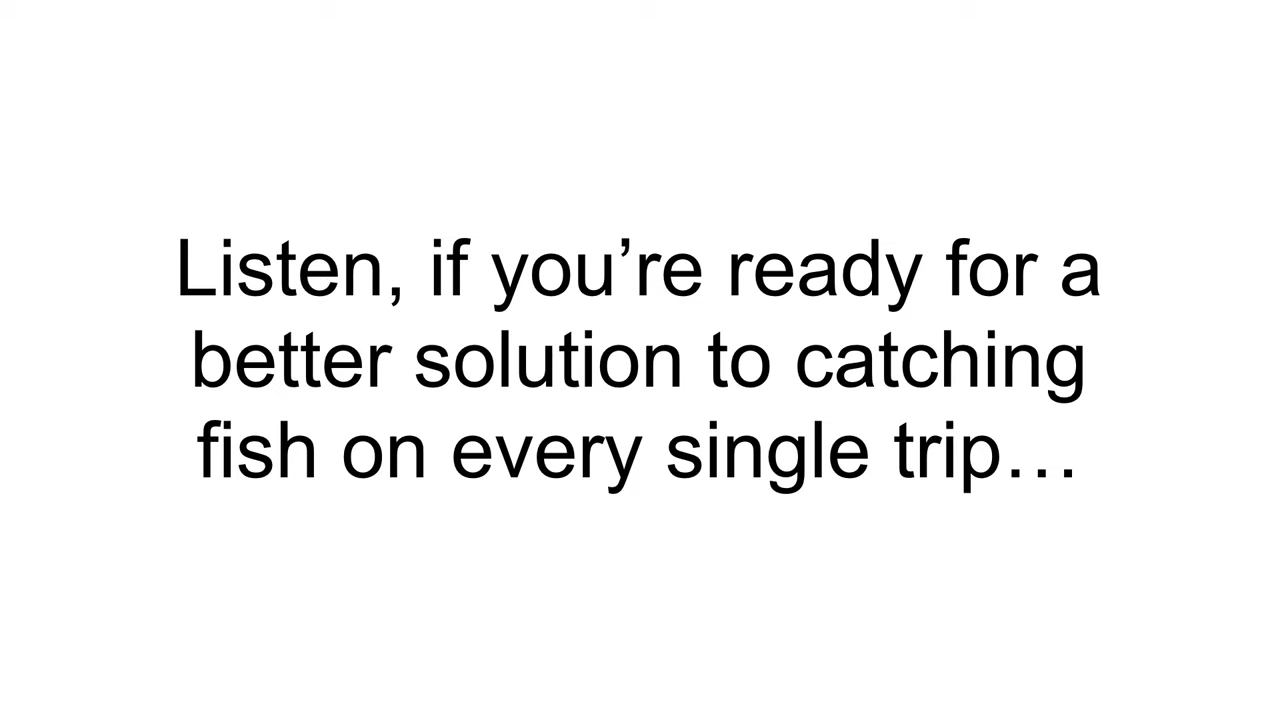 Listen, if you’re ready for a
better solution to catching
fish on every single trip…